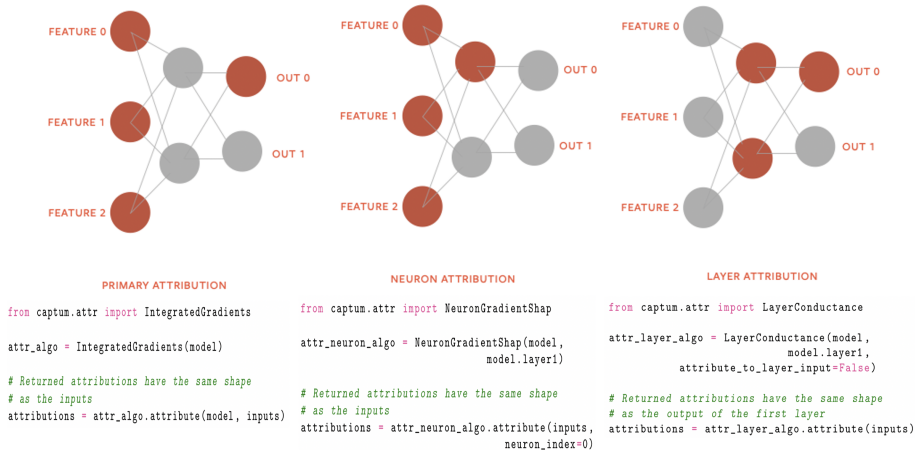 FEATURE 0
FEATURE 1
FEATURE 2
OUT 0
OUT 1
PRIMARY ATTRIBUTION
from captum.attr import IntegratedGradients
attr_algo = IntegratedGradients(model)
# Returned attributions have the same shape
# as the inputs
attributions = attr_algo.attribute(model, inputs)
FEATURE 0
FEATURE 1
FEATURE 2
OUT 0
OUT 1
NEURON ATTRIBUTION
from captum.attr import NeuronGradientShap
attr_neuron_algo = NeuronGradientShap(model,
model.layer1)
# Returned attributions have the same shape
# as the inputs
attributions = attr_neuron_algo.attribute(inputs,
neuron_index=0)
FEATURE 0
FEATURE 1
FEATURE 2
OUT 0
OUT 1
LAYER ATTRIBUTION
from captum.attr import LayerConductance
attr_layer_algo = LayerConductance(model,
model.layer1,
attribute_to_layer_input=False)
# Returned attributions have the same shape
# as the output of the first layer
attributions = attr_layer_algo.attribute(inputs)